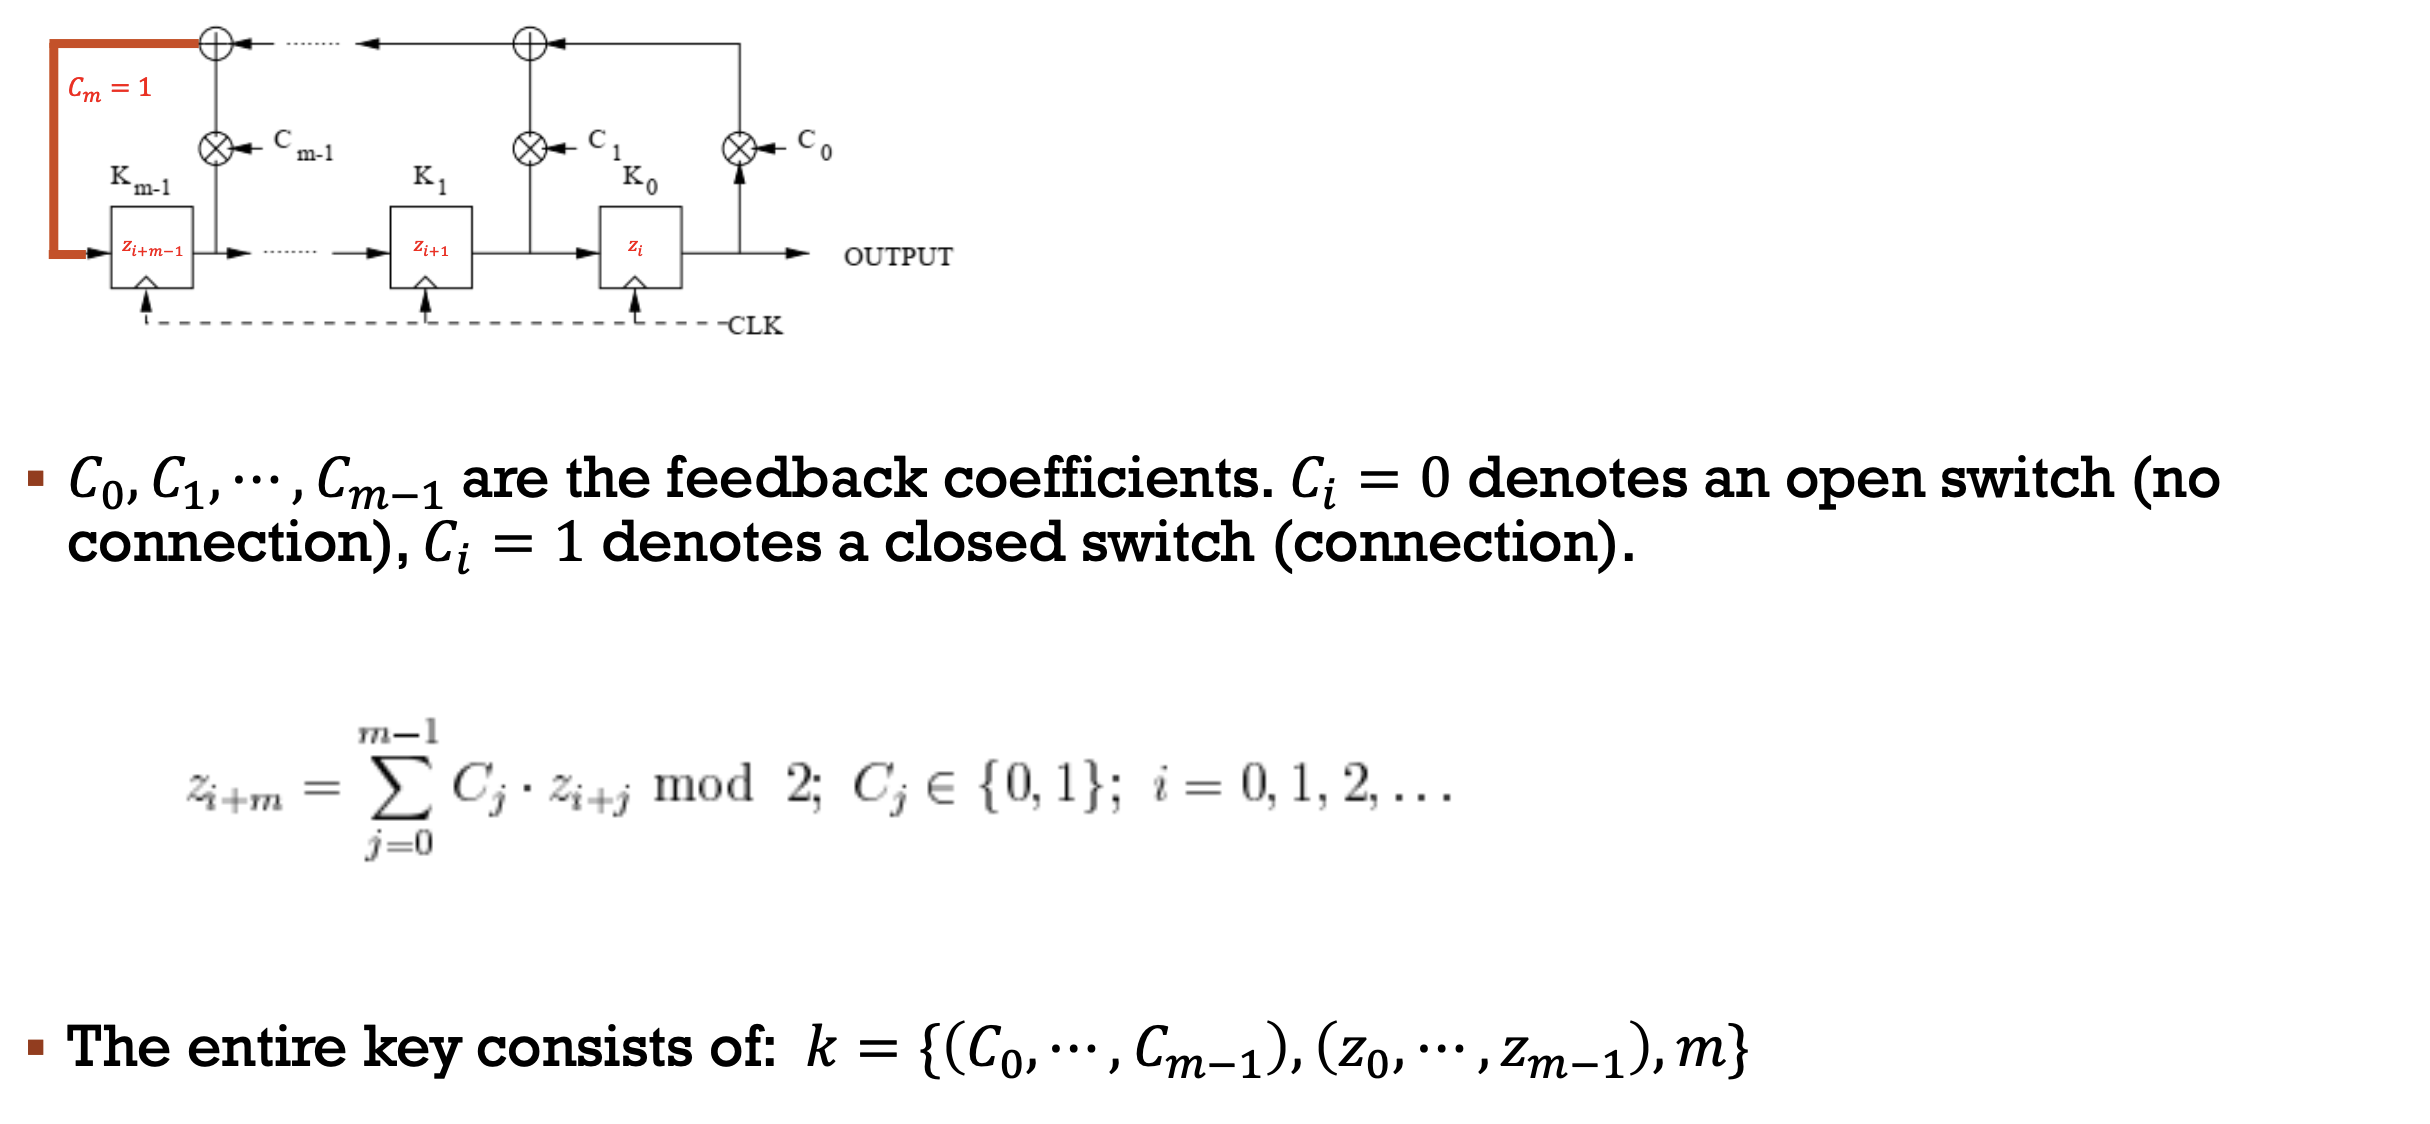 C_m = 1
C_{m-1} C_1 C_0
K_{m-1} K_1 K_0
z_{i+m−1} z_{i+1} z_i OUTPUT
CLK
▪ C_0, C_1, ⋯ , C_{m−1} are the feedback coefficients. C_i = 0 denotes an open switch (no
connection), C_i = 1 denotes a closed switch (connection).
z_{i+m} = \sum_{j=0}^{m−1} C_j · z_{i+j} mod 2; C_j ∈ {0, 1}; i = 0, 1, 2, . . .
▪ The entire key consists of: k = {(C_0, ⋯ , C_{m−1}), (z_0, ⋯ , z_{m−1}), m}